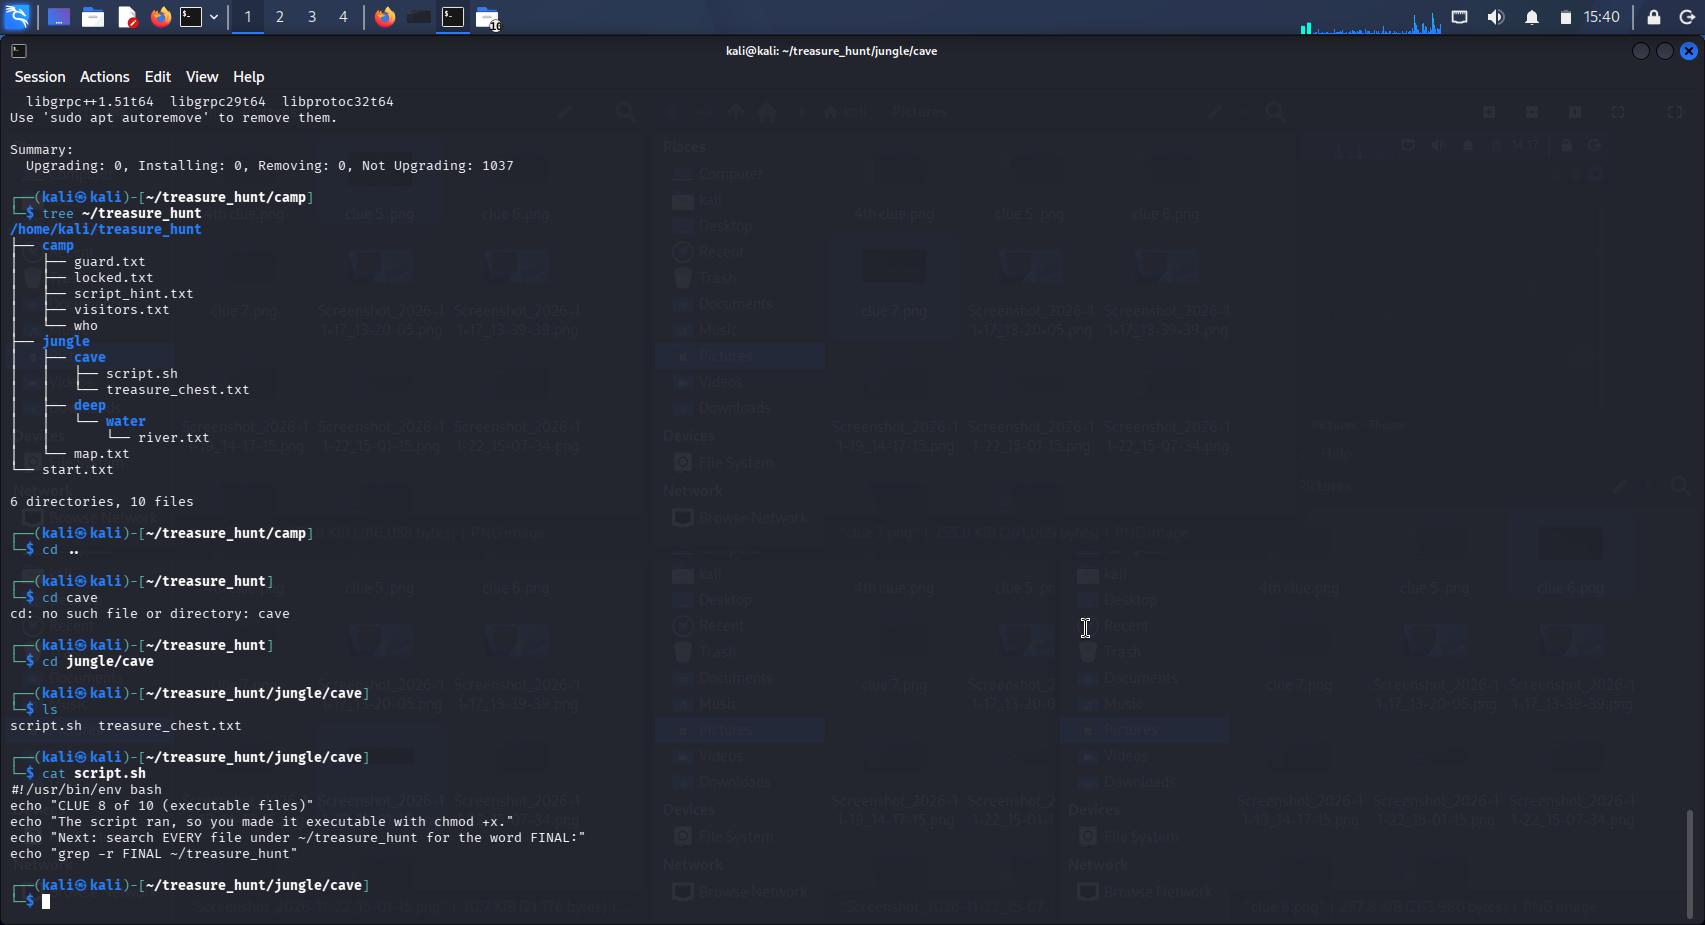 1 2 3 4 15:40
kali@kali: ~/treasure_hunt/jungle/cave
Session Actions Edit View Help
libgrpc++1.51t64  libgrpc29t64  libprotoc32t64
Use 'sudo apt autoremove' to remove them.
Summary:
  Upgrading: 0, Installing: 0, Removing: 0, Not Upgrading: 1037
┌──(kali㉿kali)-[~/treasure_hunt/camp]
└─$ tree ~/treasure_hunt
/home/kali/treasure_hunt
├── camp
│   ├── guard.txt
│   ├── locked.txt
│   ├── script_hint.txt
│   ├── visitors.txt
│   └── who
├── jungle
│   ├── cave
│   │   ├── script.sh
│   │   └── treasure_chest.txt
│   ├── deep
│   │   └── water
│   │       └── river.txt
│   └── map.txt
└── start.txt
6 directories, 10 files
┌──(kali㉿kali)-[~/treasure_hunt/camp]
└─$ cd ..
┌──(kali㉿kali)-[~/treasure_hunt]
└─$ cd cave
cd: no such file or directory: cave
┌──(kali㉿kali)-[~/treasure_hunt]
└─$ cd jungle/cave
┌──(kali㉿kali)-[~/treasure_hunt/jungle/cave]
└─$ ls
script.sh  treasure_chest.txt
┌──(kali㉿kali)-[~/treasure_hunt/jungle/cave]
└─$ cat script.sh
#!/usr/bin/env bash
echo "CLUE 8 of 10 (executable files)"
echo "The script ran, so you made it executable with chmod +x."
echo "Next: search EVERY file under ~/treasure_hunt for the word FINAL:"
echo "grep -r FINAL ~/treasure_hunt"
┌──(kali㉿kali)-[~/treasure_hunt/jungle/cave]
└─$